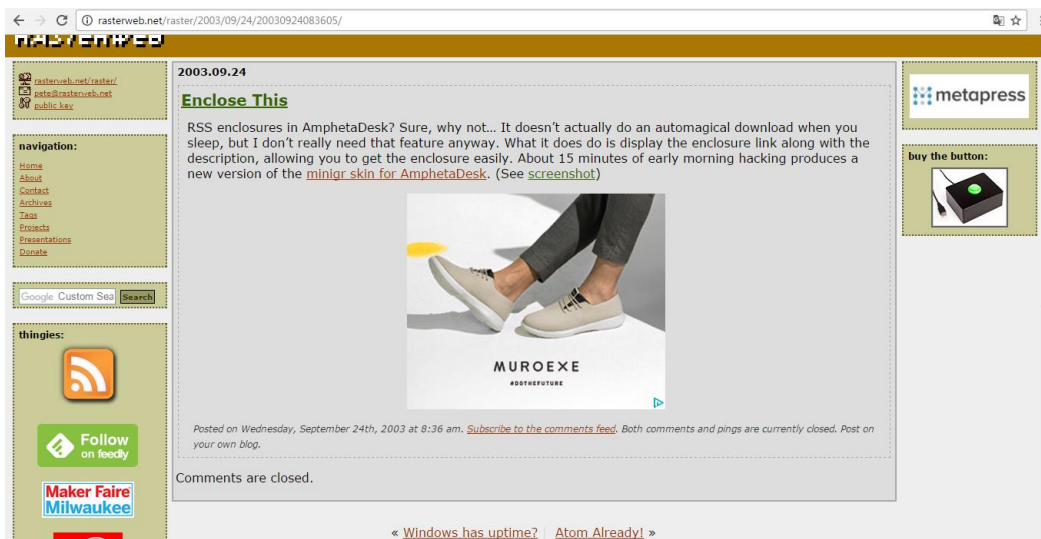 rasterweb.net/raster/2003/09/24/20030924083605/
RASTERWEB
rasterweb.net/raster/
pete@rasterweb.net
public key
navigation:
Home
About
Contact
Archives
Tags
Projects
Presentations
Donate
Google Custom Sea Search
thingies:
Follow
on feedly
Maker Faire
Milwaukee
2003.09.24
Enclose This
RSS enclosures in AmphetaDesk? Sure, why not... It doesn't actually do an automagical download when you
sleep, but I don't really need that feature anyway. What it does do is display the enclosure link along with the
description, allowing you to get the enclosure easily. About 15 minutes of early morning hacking produces a
new version of the minigr skin for AmphetaDesk. (See screenshot)
MUROEXE
#DOTHEFUTURE
Posted on Wednesday, September 24th, 2003 at 8:36 am. Subscribe to the comments feed. Both comments and pings are currently closed. Post on
your own blog.
Comments are closed.
« Windows has uptime? | Atom Already! »
metapress
buy the button: